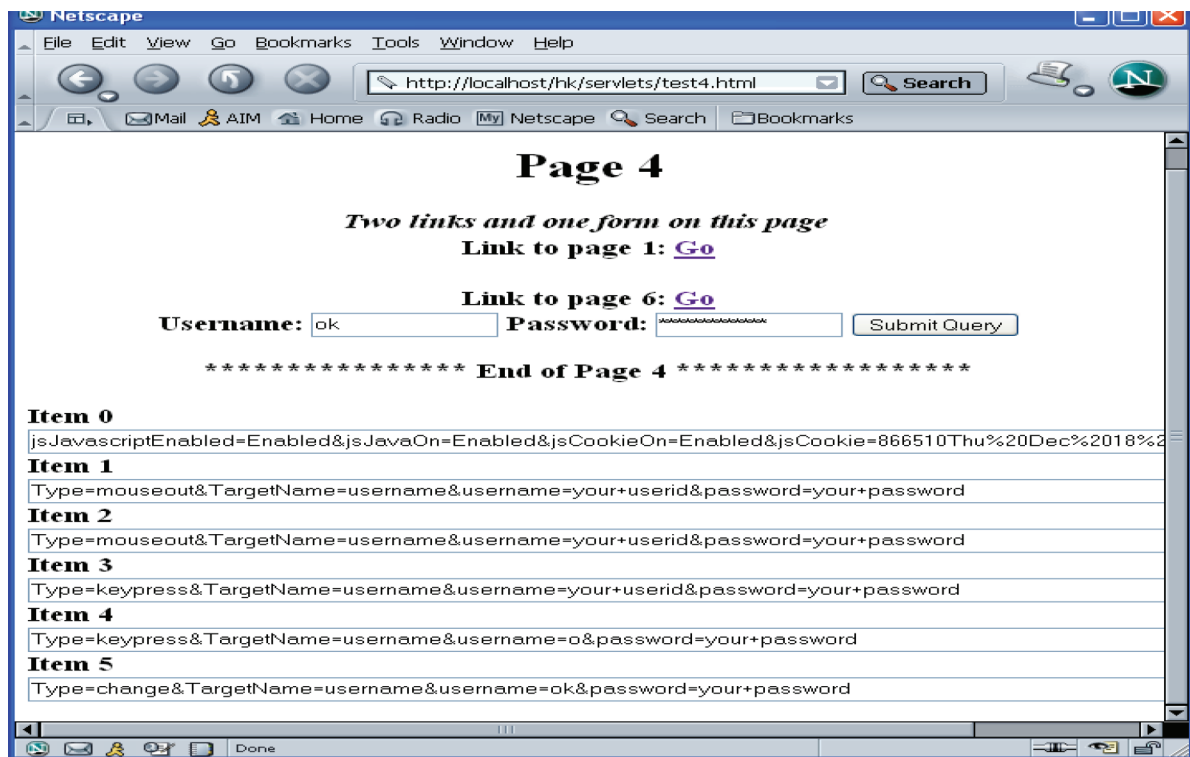 Netscape
File Edit View Go Bookmarks Tools Window Help
http://localhost/hk/servlets/test4.html Search N
Mail AIM Home Radio My Netscape Search Bookmarks
Page 4
Two links and one form on this page
Link to page 1: Go
Link to page 6: Go
Username: ok Password: ************* Submit Query
**************** End of Page 4 ******************
Item 0
jsJavascriptEnabled=Enabled&jsJavaOn=Enabled&jsCookieOn=Enabled&jsCookie=866510Thu%20Dec%2018%2
Item 1
Type=mouseout&TargetName=username&username=your+userid&password=your+password
Item 2
Type=mouseout&TargetName=username&username=your+userid&password=your+password
Item 3
Type=keypress&TargetName=username&username=your+userid&password=your+password
Item 4
Type=keypress&TargetName=username&username=o&password=your+password
Item 5
Type=change&TargetName=username&username=ok&password=your+password
Done